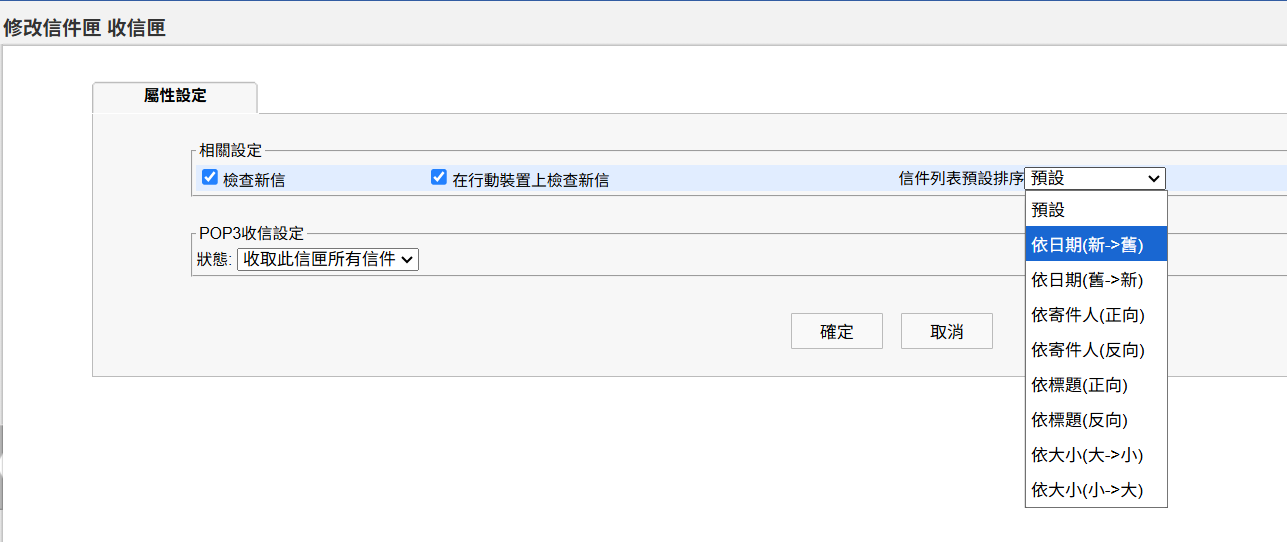 修改信件匣 收信匣
屬性設定
相關設定
檢查新信 在行動裝置上檢查新信 信件列表預設排序 預設
預設
依日期(新->舊)
依日期(舊->新)
依寄件人(正向)
依寄件人(反向)
依標題(正向)
依標題(反向)
依大小(大->小)
依大小(小->大)
POP3收信設定
狀態: 收取此信匣所有信件
確定 取消